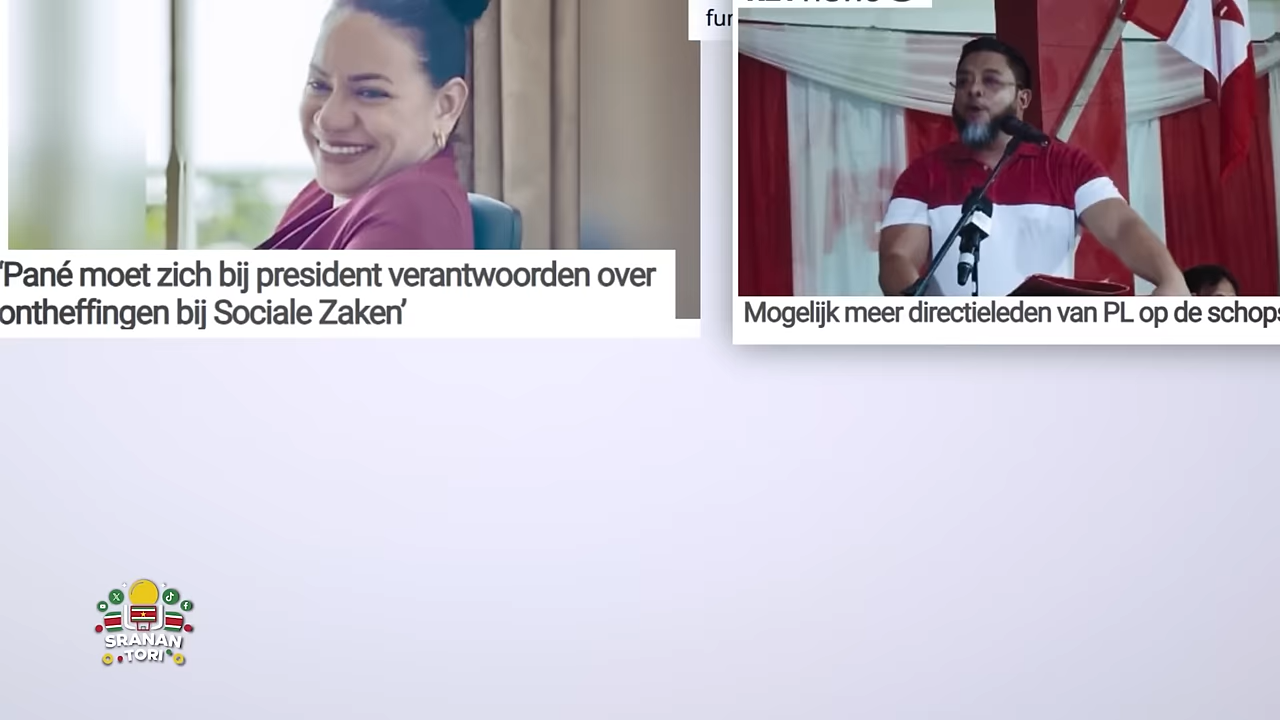 ‘Pané moet zich bij president verantwoorden over
ontheffingen bij Sociale Zaken’
Mogelijk meer directieleden van PL op de schops
SRANAN
TORI